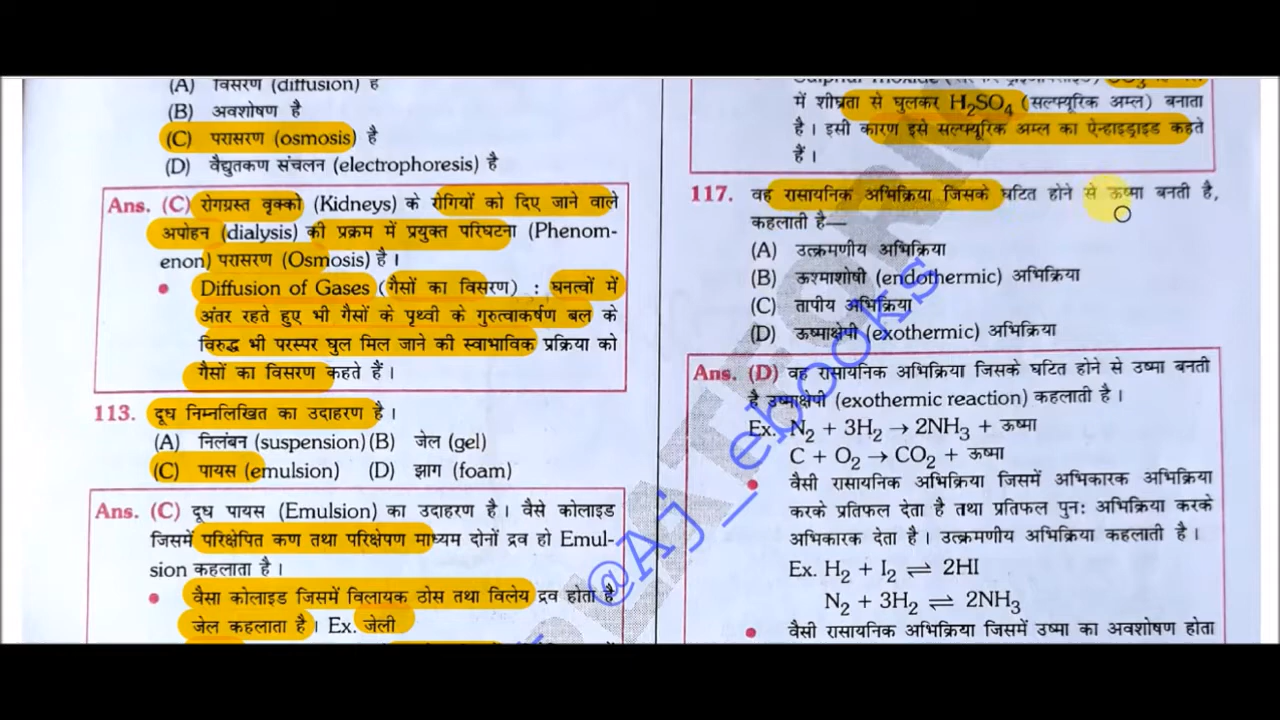 (A) विसरण (diffusion) है
(B) अवशोषण है
(C) परासरण (osmosis) है
(D) वैद्युतकण संचलन (electrophoresis) है
Ans. (C) रोगग्रस्त वृक्को (Kidneys) के रोगियों को दिए जाने वाले
अपोहन (dialysis) की प्रक्रम में प्रयुक्त परिघटना (Phenom-
enon) परासरण (Osmosis) है।
• Diffusion of Gases (गैसों का विसरण) : घनत्वों में
अंतर रहते हुए भी गैसों के पृथ्वी के गुरुत्वाकर्षण बल के
विरुद्ध भी परस्पर घुल मिल जाने की स्वाभाविक प्रक्रिया को
गैसों का विसरण कहते हैं।
113. दूध निम्नलिखित का उदाहरण है।
(A) निलंबन (suspension) (B) जेल (gel)
(C) पायस (emulsion) (D) झाग (foam)
Ans. (C) दूध पायस (Emulsion) का उदाहरण है। वैसे कोलाइड
जिसमें परिक्षेपित कण तथा परिक्षेपण माध्यम दोनों द्रव हो Emul-
sion कहलाता है।
• वैसा कोलाइड जिसमें विलायक ठोस तथा विलेय द्रव होता है
जेल कहलाता है। Ex. जेली
में शीघ्रता से घुलकर H₂SO₄ (सल्फ्यूरिक अम्ल) बनाता
है। इसी कारण इसे सल्फ्यूरिक अम्ल का ऐन्हाइड्राइड कहते
हैं।
117. वह रासायनिक अभिक्रिया जिसके घटित होने से ऊष्मा बनती है,
कहलाती है—
(A) उत्क्रमणीय अभिक्रिया
(B) ऊश्माशोषी (endothermic) अभिक्रिया
(C) तापीय अभिक्रिया
(D) ऊष्माक्षेपी (exothermic) अभिक्रिया
Ans. (D) वह रासायनिक अभिक्रिया जिसके घटित होने से उष्मा बनती
है उष्माक्षेपी (exothermic reaction) कहलाता है।
Ex. N₂ + 3H₂ → 2NH₃ + ऊष्मा
C + O₂ → CO₂ + ऊष्मा
• वैसी रासायनिक अभिक्रिया जिसमें अभिकारक अभिक्रिया
करके प्रतिफल देता है तथा प्रतिफल पुनः अभिक्रिया करके
अभिकारक देता है। उत्क्रमणीय अभिक्रिया कहलाती है।
Ex. H₂ + I₂ ⇌ 2HI
N₂ + 3H₂ ⇌ 2NH₃
• वैसी रासायनिक अभिक्रिया जिसमें उष्मा का अवशोषण होता
@Aj_ebooks